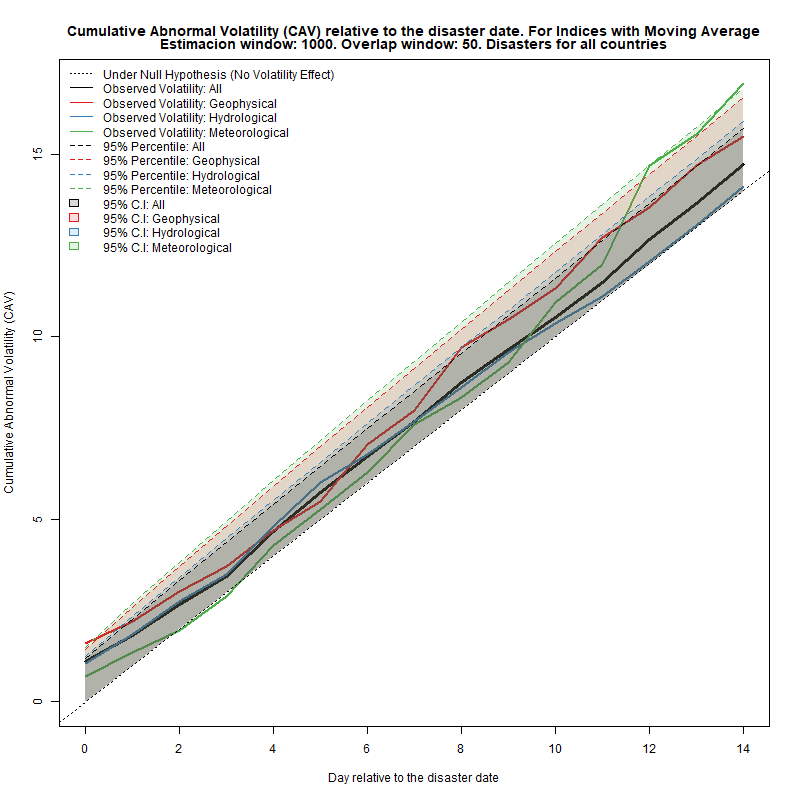 Cumulative Abnormal Volatility (CAV) relative to the disaster date. For Indices with Moving Average
Estimacion window: 1000. Overlap window: 50. Disasters for all countries
Under Null Hypothesis (No Volatility Effect)
Observed Volatility: All
Observed Volatility: Geophysical
Observed Volatility: Hydrological
Observed Volatility: Meteorological
95% Percentile: All
95% Percentile: Geophysical
95% Percentile: Hydrological
95% Percentile: Meteorological
95% C.I: All
95% C.I: Geophysical
95% C.I: Hydrological
95% C.I: Meteorological
Cumulative Abnormal Volatility (CAV)
15
10
5
0
0 2 4 6 8 10 12 14
Day relative to the disaster date